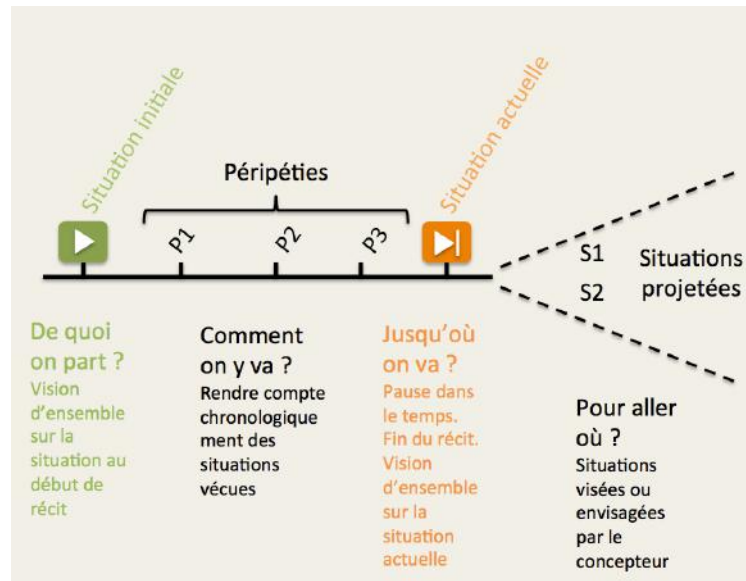 Situation initiale
Péripéties
P1
P2
P3
Situation actuelle
S1
S2
Situations
projetées
De quoi
on part ?
Vision
d'ensemble
sur la
situation au
début de
récit
Comment
on y va ?
Rendre compte
chronologique
ment des
situations
vécues
Jusqu'où
on va ?
Pause dans
le temps.
Fin du récit.
Vision
d'ensemble
sur la
situation
actuelle
Pour aller
où ?
Situations
visées ou
envisagées
par le
concepteur